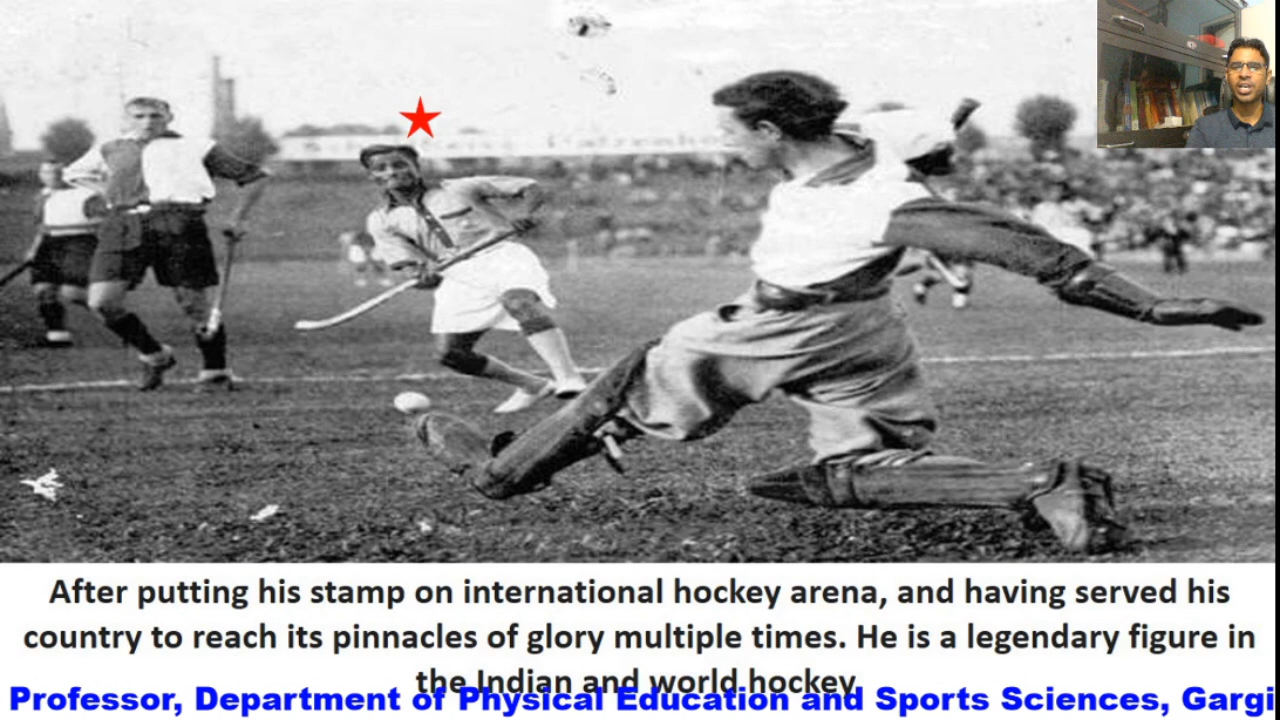 After putting his stamp on international hockey arena, and having served his
country to reach its pinnacles of glory multiple times. He is a legendary figure in
the Indian and world hockey.
Professor, Department of Physical Education and Sports Sciences, Gargi